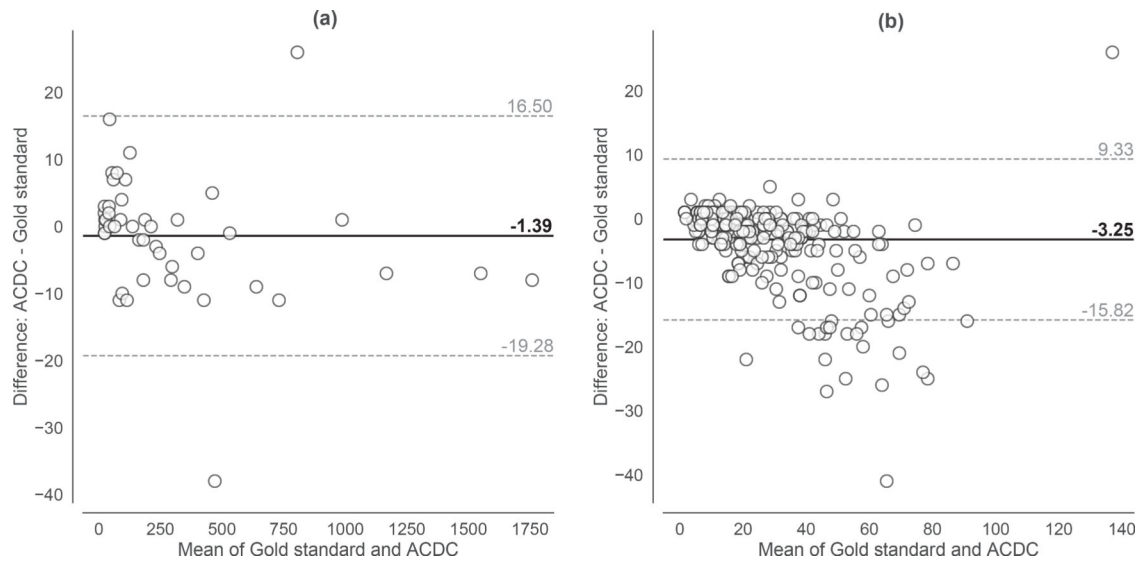 (a)
Difference: ACDC - Gold standard
20
10
0
−10
−20
−30
−40
16.50
-1.39
-19.28
0 250 500 750 1000 1250 1500 1750
Mean of Gold standard and ACDC
(b)
Difference: ACDC - Gold standard
20
10
0
−10
−20
−30
−40
9.33
-3.25
-15.82
0 20 40 60 80 100 120 140
Mean of Gold standard and ACDC